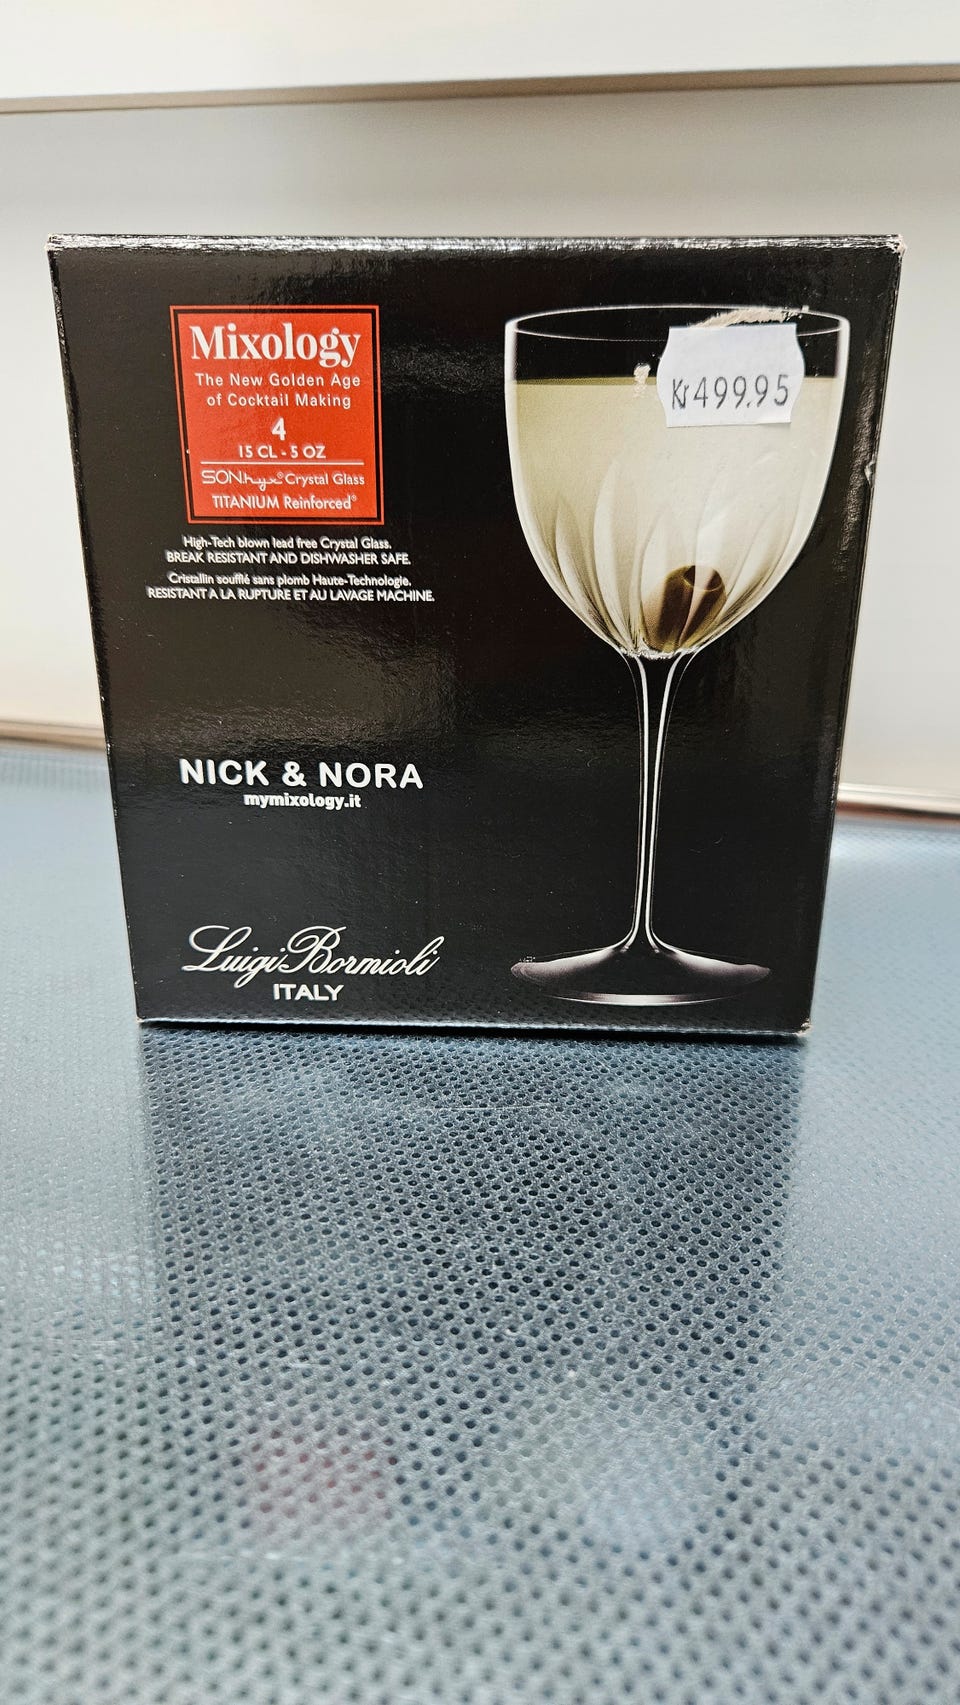 Mixology
The New Golden Age
of Cocktail Making
4
15 CL - 5 OZ
SON.hyx® Crystal Glass
TITANIUM Reinforced®
High-Tech blown lead free Crystal Glass.
BREAK RESISTANT AND DISHWASHER SAFE.
Cristallin soufflé sans plomb Haute-Technologie.
RESISTANT A LA RUPTURE ET AU LAVAGE MACHINE.
Kr499.95
NICK & NORA
mymixology.it
Luigi Bormioli
ITALY